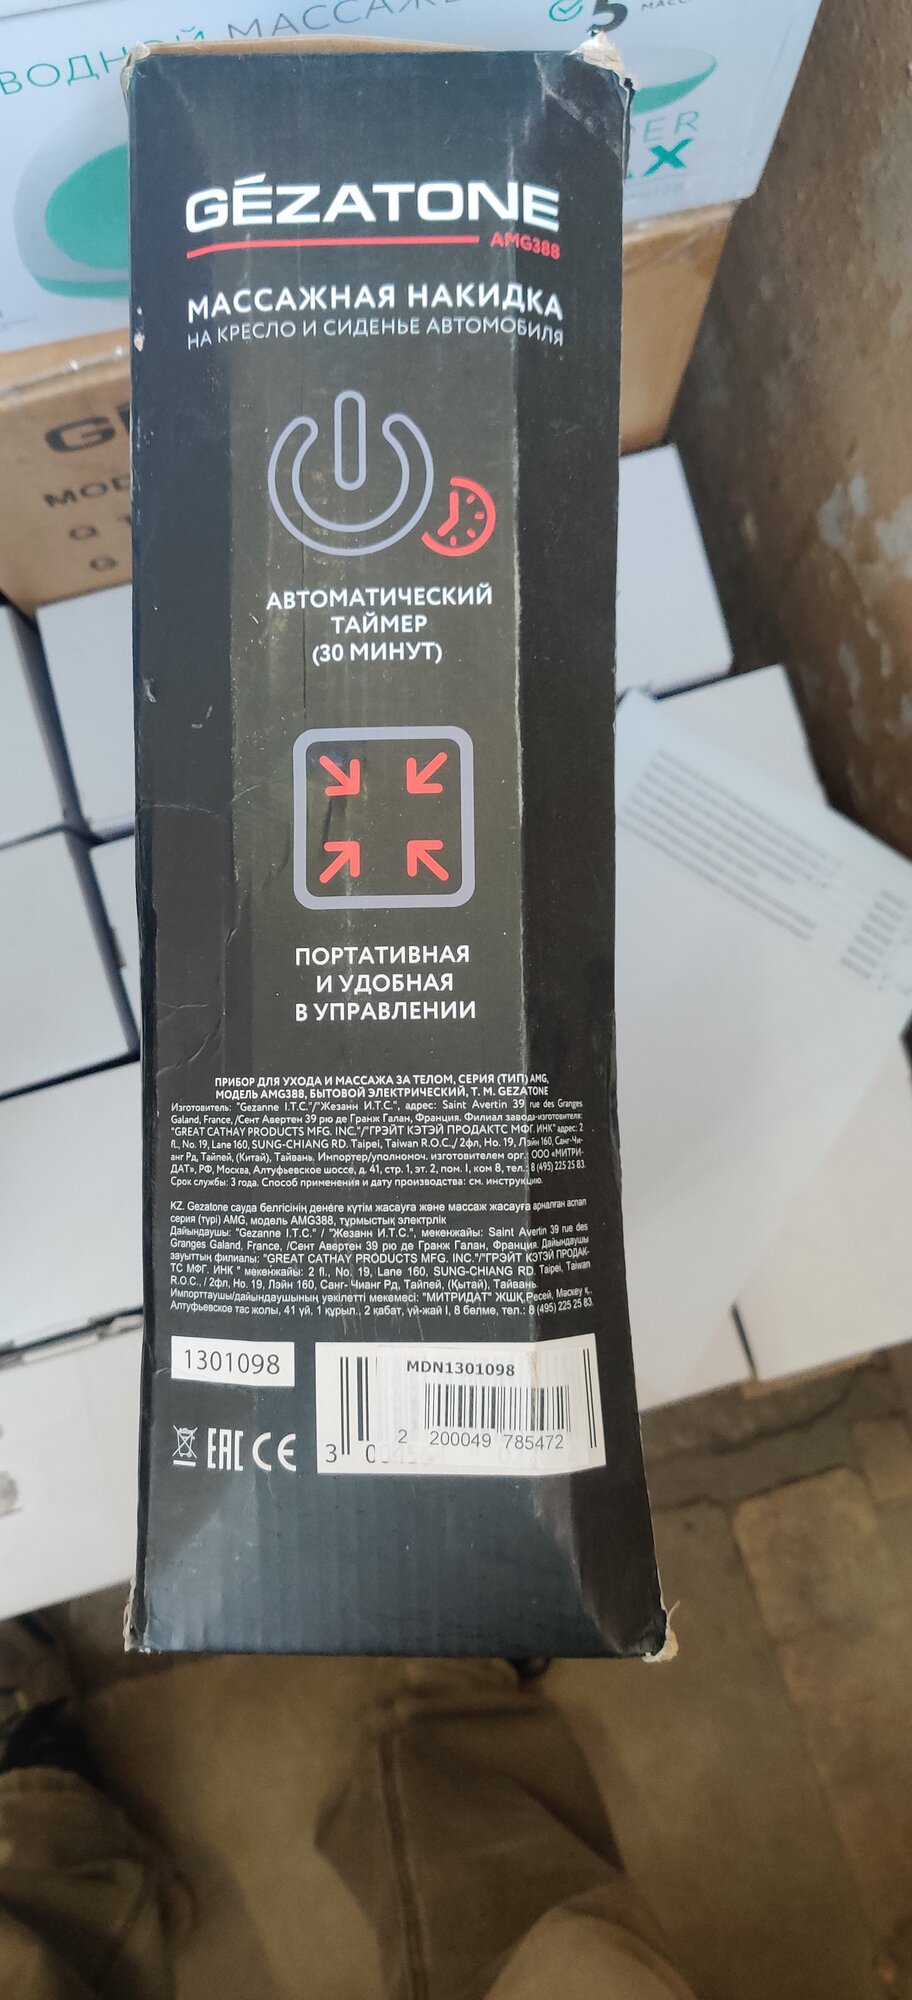 ВОДНОЙ МАССАЖ
5
ER
X
GÉZATONE
AMG388
МАССАЖНАЯ НАКИДКА
НА КРЕСЛО И СИДЕНЬЕ АВТОМОБИЛЯ
АВТОМАТИЧЕСКИЙ
ТАЙМЕР
(30 МИНУТ)
ПОРТАТИВНАЯ
И УДОБНАЯ
В УПРАВЛЕНИИ
ПРИБОР ДЛЯ УХОДА И МАССАЖА ЗА ТЕЛОМ, СЕРИЯ (ТИП) AMG,
МОДЕЛЬ AMG388, БЫТОВОЙ ЭЛЕКТРИЧЕСКИЙ, Т. М. GEZATONE
Изготовитель: "Gezanne I.T.C."/"Жезанн И.Т.С.", адрес: Saint Avertin 39 rue des Granges
Galand, France, /Сент Авертен 39 рю де Гранж Галан, Франция. Филиал завода-изготовителя:
"GREAT CATHAY PRODUCTS MFG. INC."/"ГРЭЙТ КЭТЭЙ ПРОДАКТС МФГ. ИНК" адрес: 2
fl., No. 19, Lane 160, SUNG-CHIANG RD. Taipei, Taiwan R.O.C./ 2фл, Но. 19, Лэйн 160, Санг-Чи-
анг Рд, Тайпей, (Китай), Тайвань. Импортер/уполномоч. изготовителем орг.: ООО «МИТРИ-
ДАТ», РФ, Москва, Алтуфьевское шоссе, д. 41, стр. 1, эт. 2, пом. I, ком 8, тел.: 8 (495) 225 25 83.
Срок службы: 3 года. Способ применения и дату производства: см. инструкцию.
KZ. Gezatone сауда белгісінің денеге күтім жасауға және массаж жасауға арналған аспап
серия (түрі) AMG, модель AMG388, тұрмыстық электрлік
Дайындаушы: "Gezanne I.T.C." / "Жезанн И.Т.С.", мекенжайы: Saint Avertin 39 rue des
Granges Galand, France, /Сент Авертен 39 рю де Гранж Галан, Франция. Дайындаушы
зауыттың филиалы: "GREAT CATHAY PRODUCTS MFG. INC."/"ГРЭЙТ КЭТЭЙ ПРОДАК-
ТС МФГ. ИНК " мекенжайы: 2 fl., No. 19, Lane 160, SUNG-CHIANG RD. Taipei, Taiwan
R.O.C., / 2фл, Но. 19, Лэйн 160, Санг- Чианг Рд, Тайпей, (Қытай), Тайвань
Импорттаушы/дайындаушының уәкілетті мекемесі: "МИТРИДАТ" ЖШҚ,Ресей, Мәскеу к.,
Алтуфьевское тас жолы, 41 үй, 1 құрыл., 2 қабат, үй-жай I, 8 бөлме, тел.: 8 (495) 225 25 83.
1301098
MDN1301098
2 200049 785472
3
EAC CE